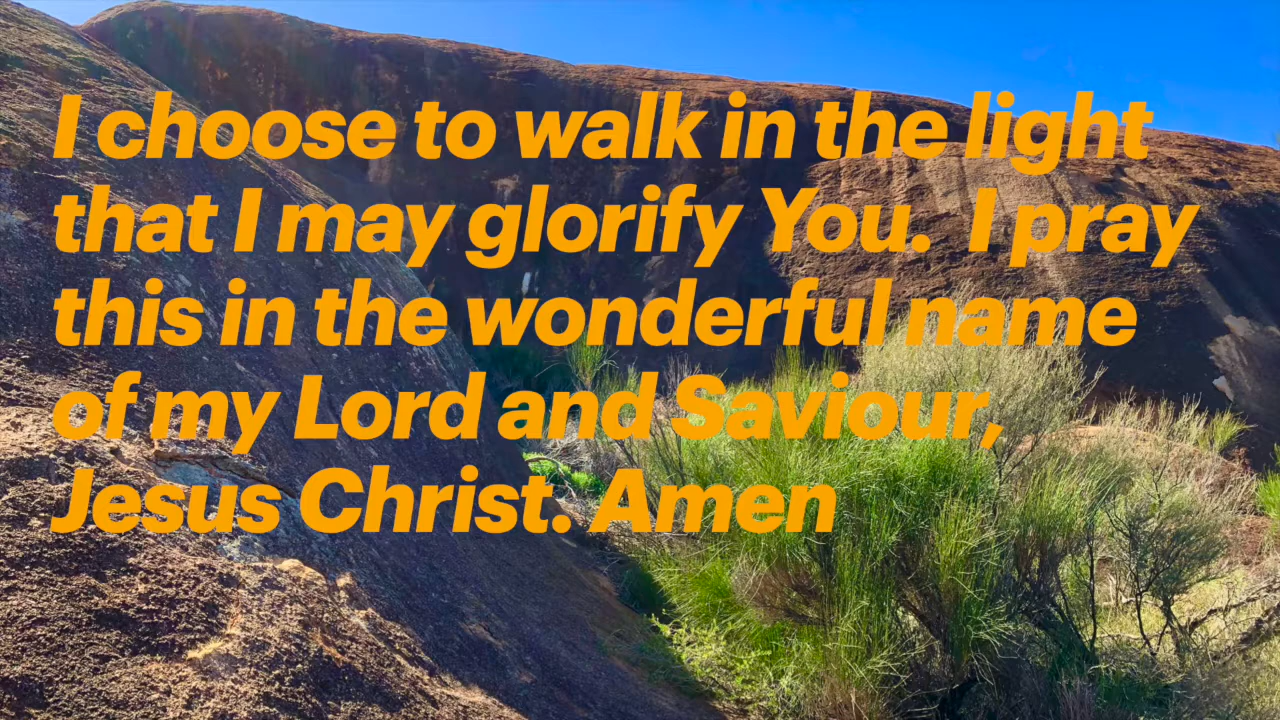 I choose to walk in the light
that I may glorify You.  I pray
this in the wonderful name
of my Lord and Saviour,
Jesus Christ. Amen